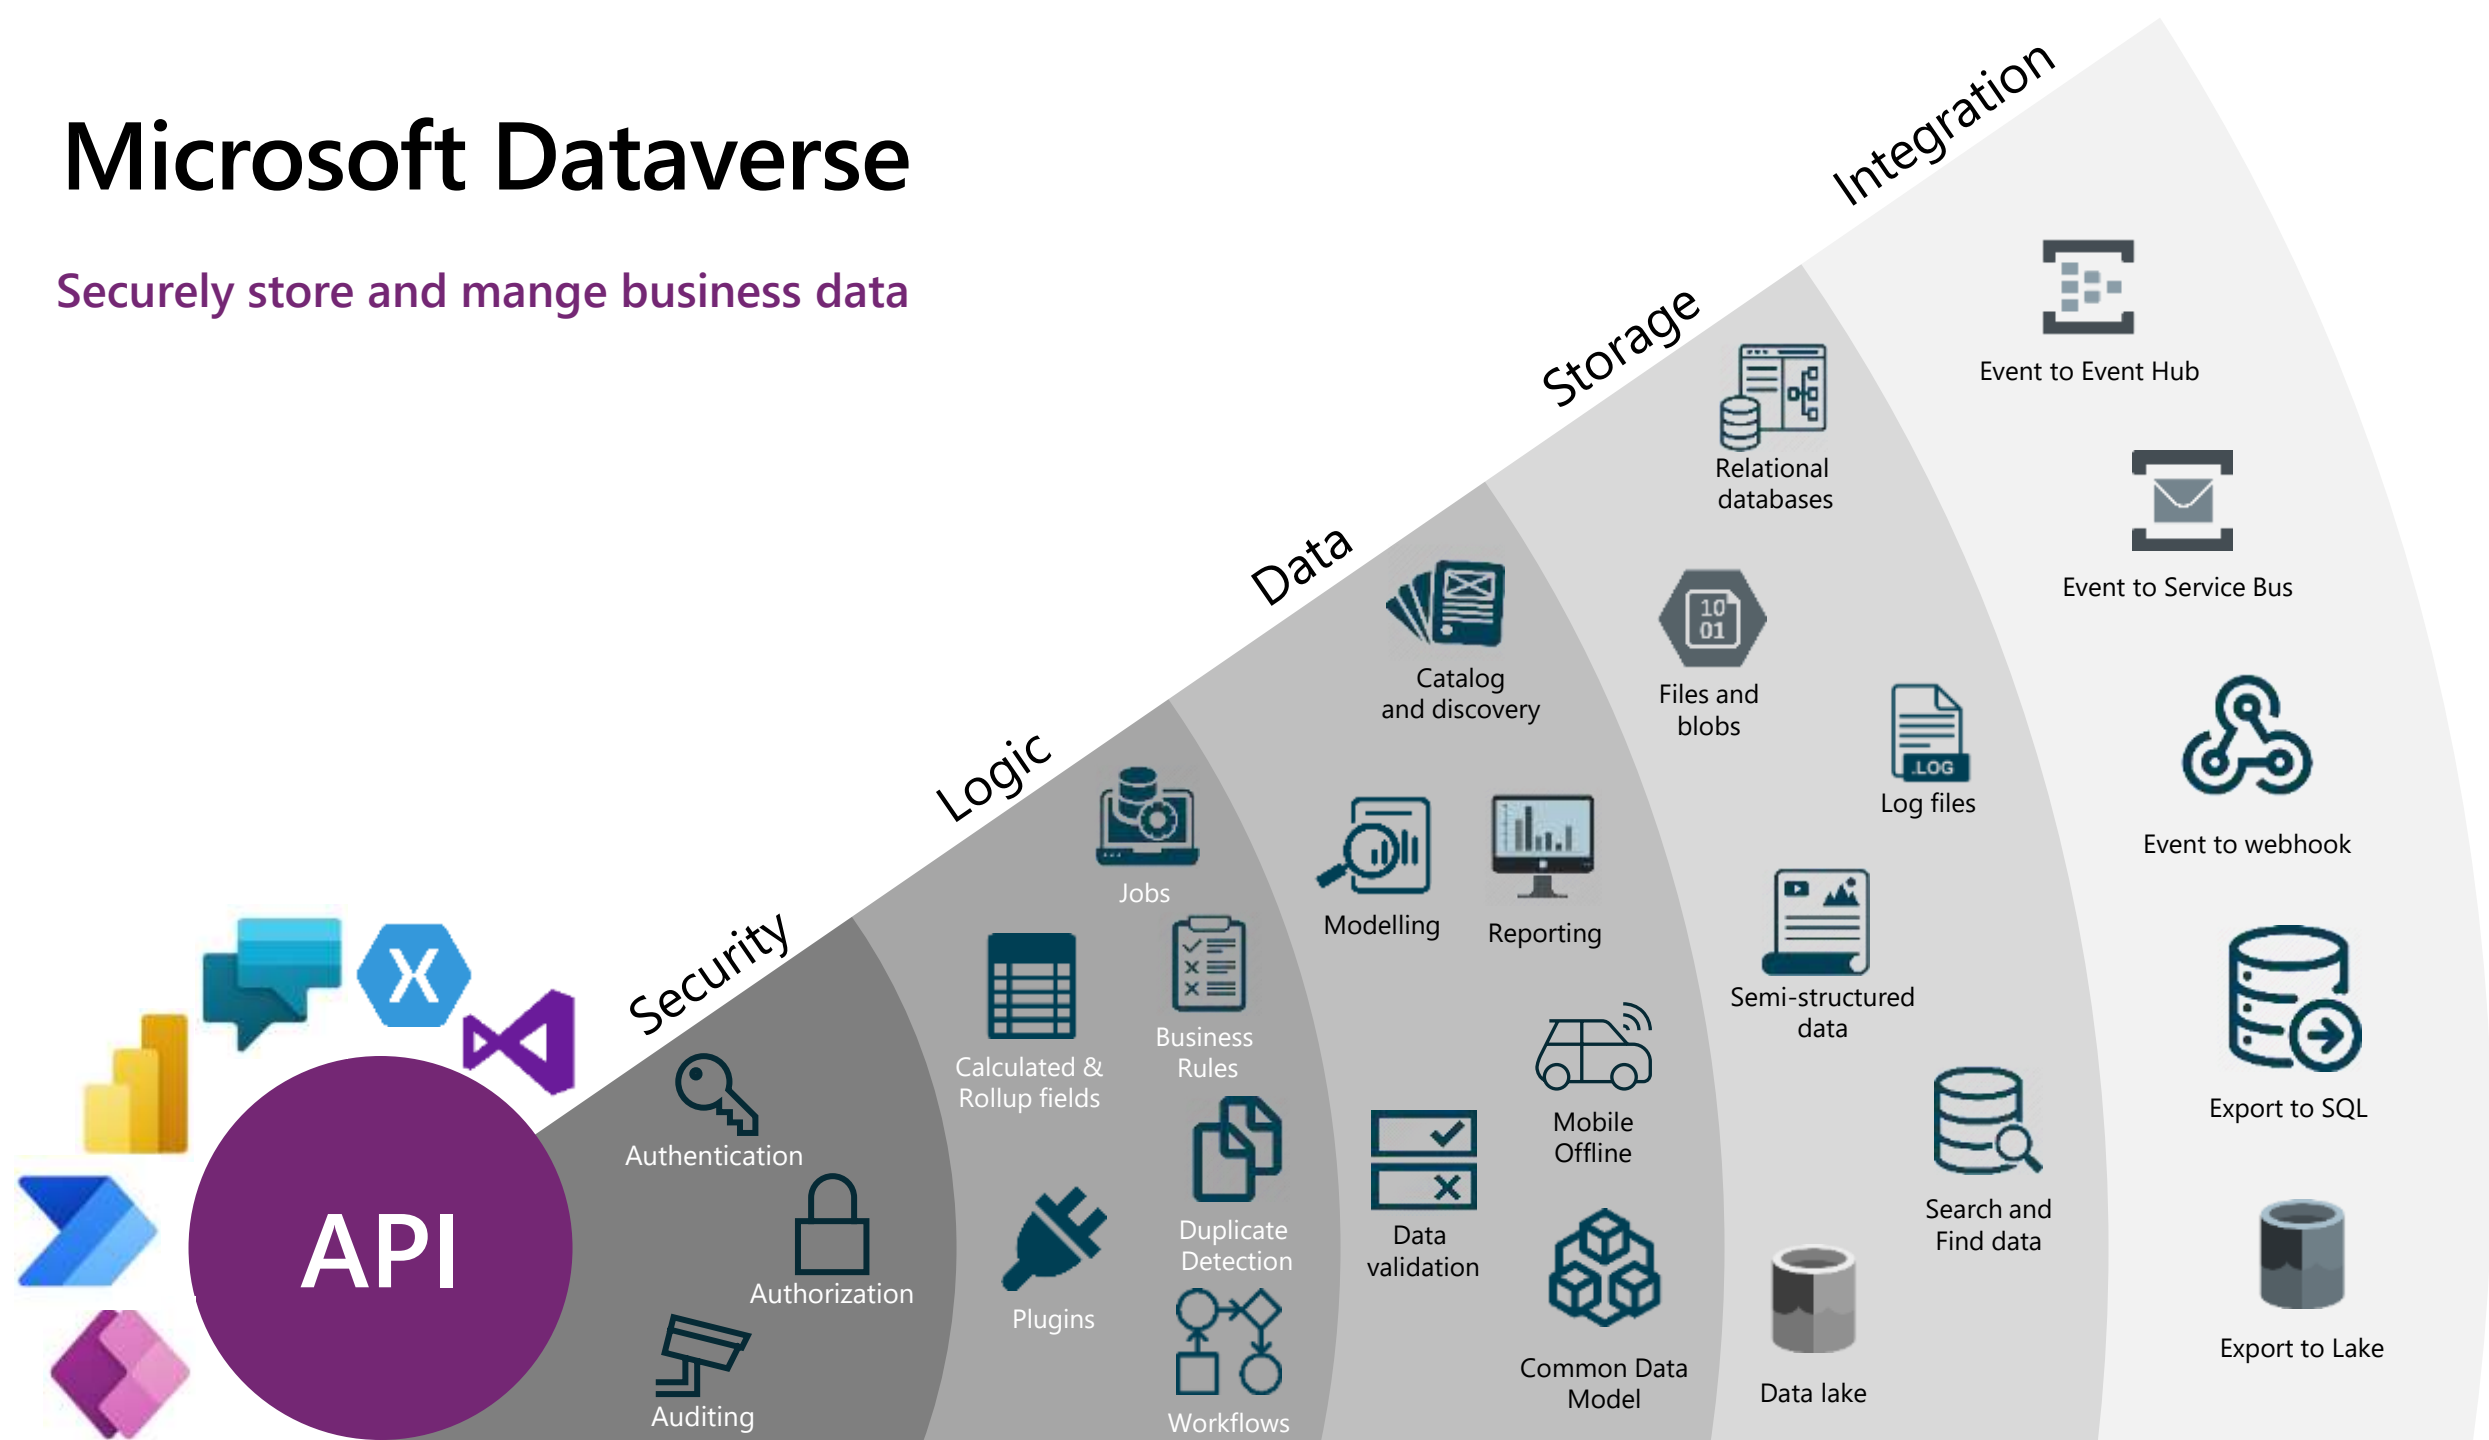 Microsoft Dataverse
Securely store and mange business data
API
Security
Authentication
Authorization
Auditing
Logic
Jobs
Calculated &
Rollup fields
Business
Rules
Duplicate
Detection
Plugins
Workflows
Data
Catalog
and discovery
Modelling
Reporting
Mobile
Offline
Data
validation
Common Data
Model
Storage
Relational
databases
10
01
Files and
blobs
.LOG
Log files
Semi-structured
data
Search and
Find data
Data lake
Integration
Event to Event Hub
Event to Service Bus
Event to webhook
Export to SQL
Export to Lake